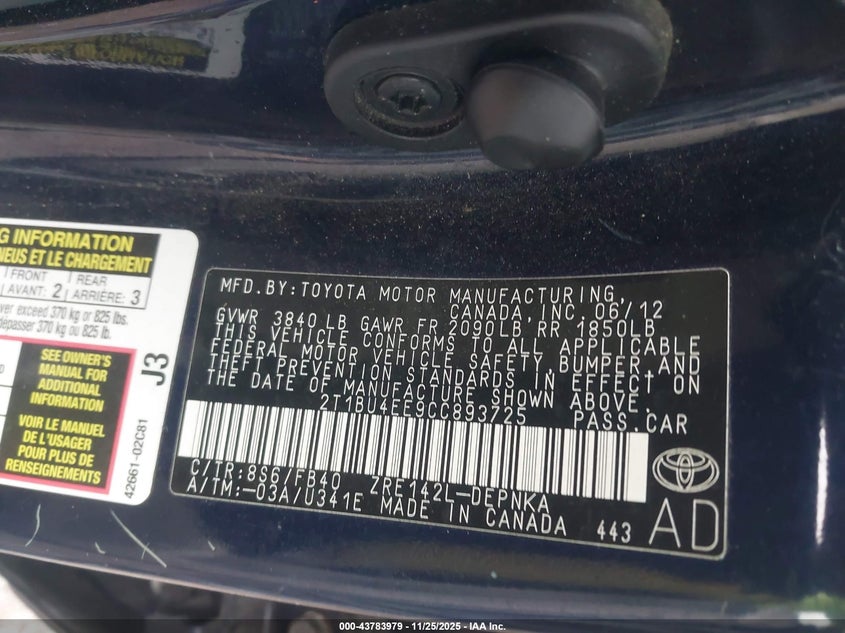 G INFORMATION
NEUS ET LE CHARGEMENT
FRONT
AVANT: 2
REAR
ARRIÈRE: 3
ver exceed 370 kg or 825 lbs.
dépasser 370 kg ou 825 lb.
SEE OWNER'S
MANUAL FOR
ADDITIONAL
INFORMATION
VOIR LE MANUEL
DE L'USAGER
POUR PLUS DE
RENSEIGNEMENTS
J3
42661-02C81
MFD.BY:TOYOTA MOTOR MANUFACTURING,
CANADA, INC. 06/12
GVWR 3840 LB GAWR FR 2090LB, RR 1850LB
THIS VEHICLE CONFORMS TO ALL APPLICABLE
FEDERAL MOTOR VEHICLE SAFETY, BUMPER, AND
THEFT PREVENTION STANDARDS IN EFFECT ON
THE DATE OF MANUFACTURE SHOWN ABOVE.
2T1BU4EE9CC893725 PASS.CAR
C/TR:8S6/FB40 ZRE142L-DEPNKA
A/TM:-03A/U341E MADE IN CANADA 443
AD
000-43783979 - 11/25/2025 - IAA Inc.